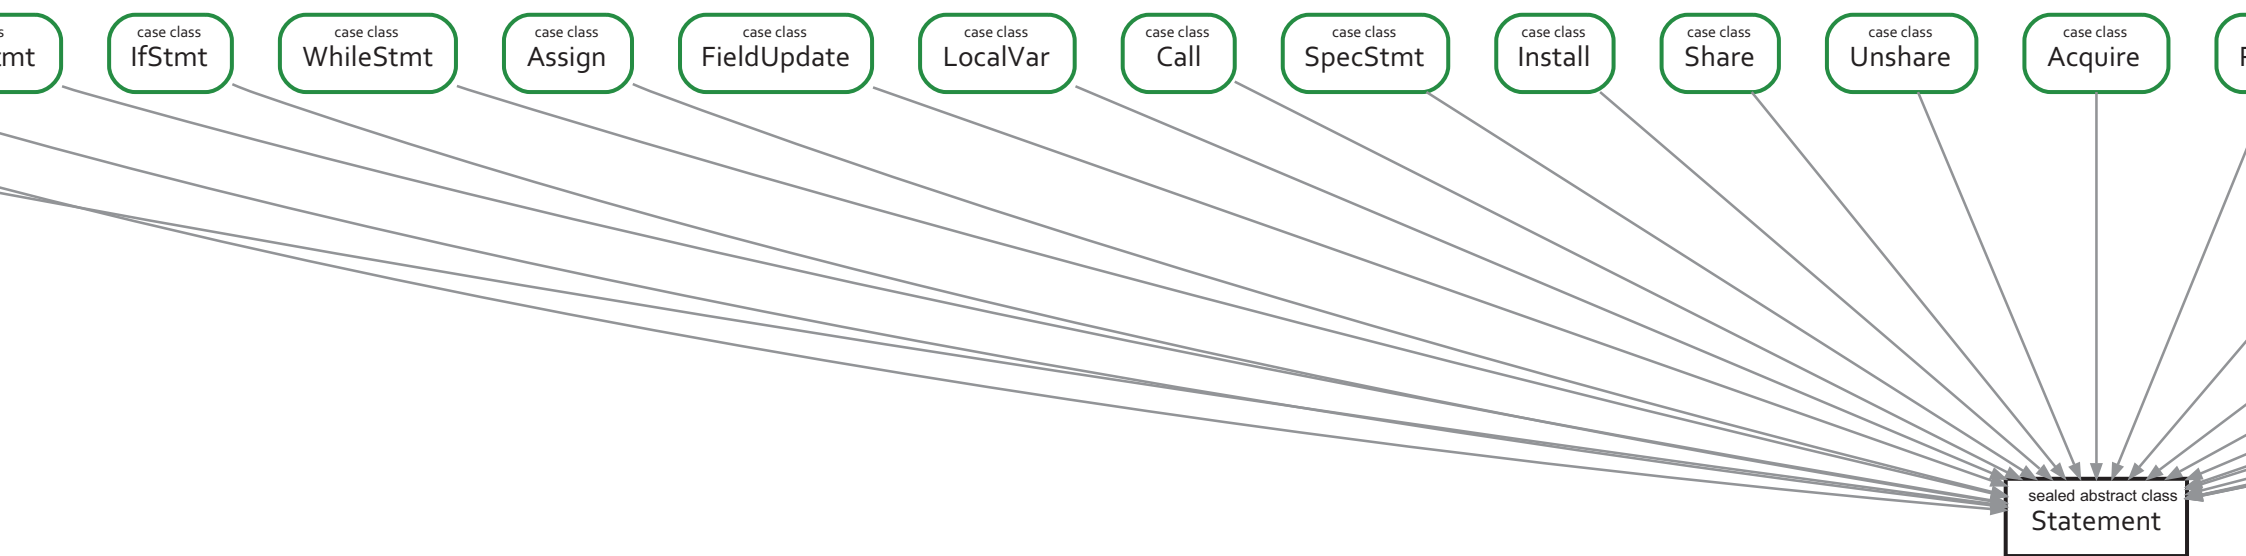 case class case class case class case class case class case class case class case class case class case class case class
IfStmt WhileStmt Assign FieldUpdate LocalVar Call SpecStmt Install Share Unshare Acquire
sealed abstract class
Statement